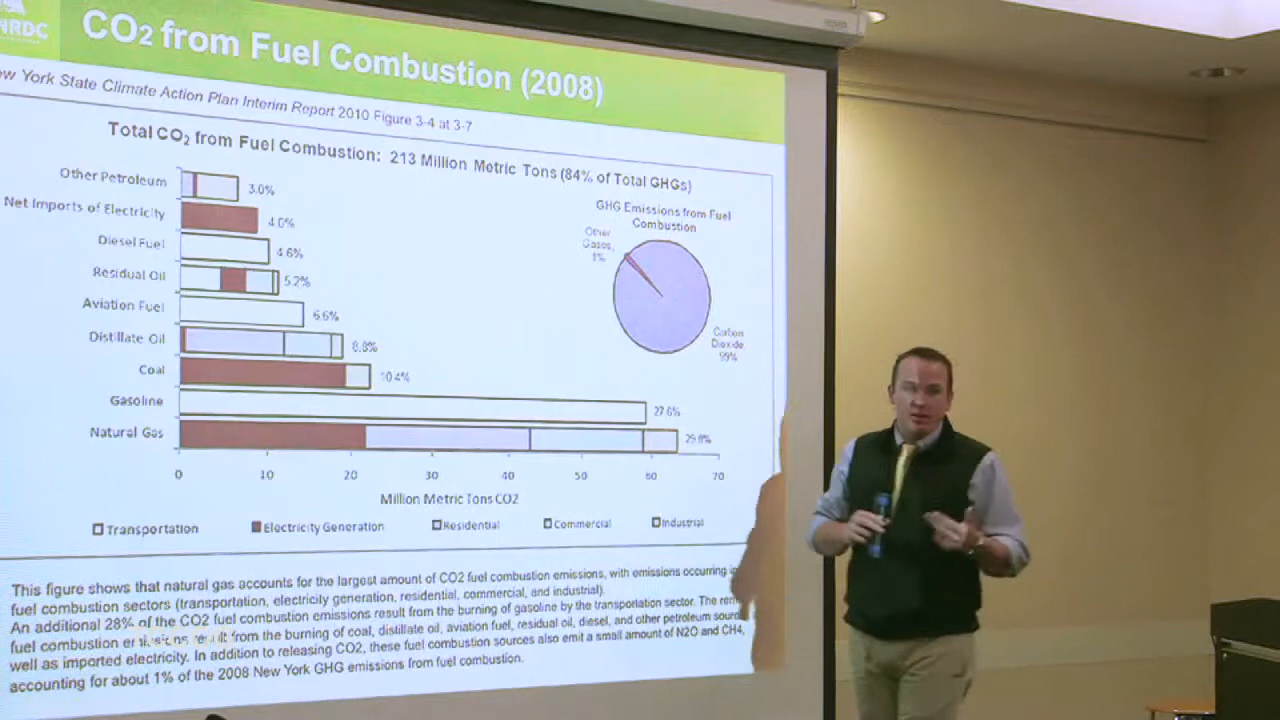 NRDC
CO2 from Fuel Combustion (2008)
ew York State Climate Action Plan Interim Report 2010 Figure 3-4 at 3-7
Total CO2 from Fuel Combustion: 213 Million Metric Tons (84% of Total GHGs)
Other Petroleum 3.0%
Net Imports of Electricity 4.0%
Diesel Fuel 4.6%
Residual Oil 5.2%
Aviation Fuel 6.6%
Distillate Oil 8.8%
Coal 10.4%
Gasoline 27.6%
Natural Gas 29.8%
0 10 20 30 40 50 60 70
Million Metric Tons CO2
GHG Emissions from Fuel
Combustion
Other
Gases,
1%
Carbon
Dioxide
99%
Transportation Electricity Generation Residential Commercial Industrial
This figure shows that natural gas accounts for the largest amount of CO2 fuel combustion emissions, with emissions occurring
fuel combustion sectors (transportation, electricity generation, residential, commercial, and industrial).
An additional 28% of the CO2 fuel combustion emissions result from the burning of gasoline by the transportation sector. The
fuel combustion emissions result from the burning of coal, distillate oil, aviation fuel, residual oil, diesel, and other petroleum
well as imported electricity. In addition to releasing CO2, these fuel combustion sources also emit a small amount of N2O and CH4,
accounting for about 1% of the 2008 New York GHG emissions from fuel combustion.